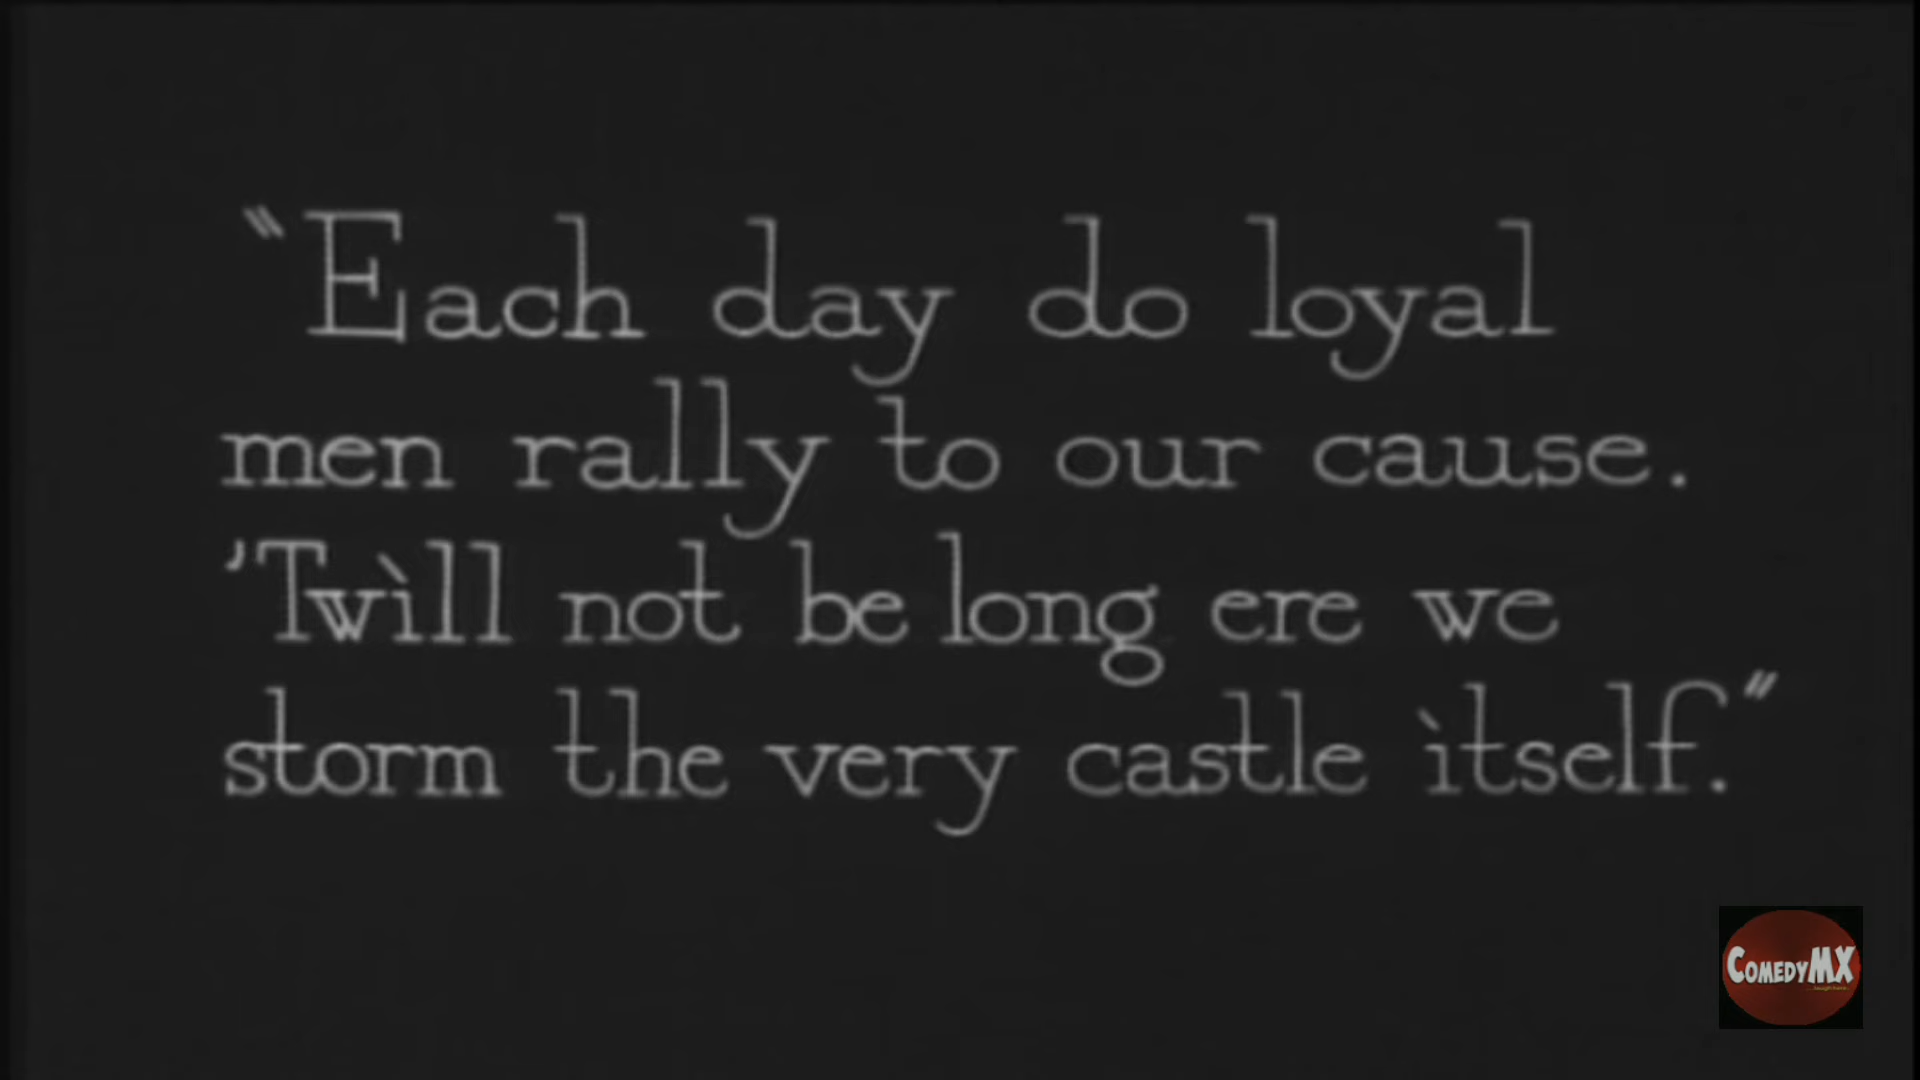 “Each day do loyal
men rally to our cause.
’Twill not be long ere we
storm the very castle itself.”
COMEDYMX